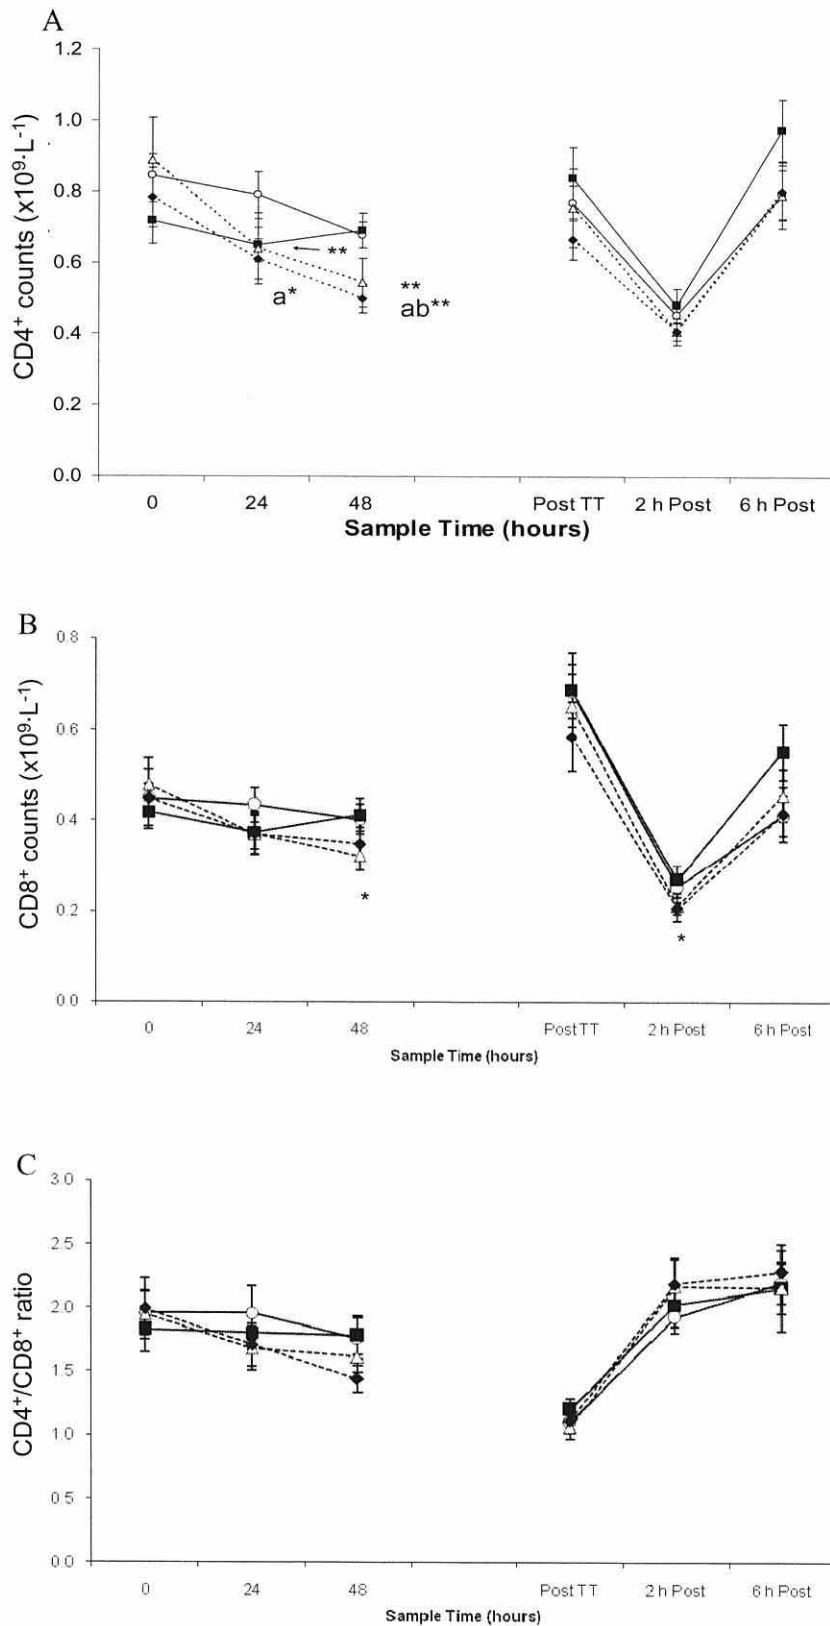 A
1.2
1.0
0.8
0.6
0.4
0.2
0.0
CD4⁺ counts (x10⁹·L⁻¹)
**
a*
**
ab**
0 24 48 Post TT 2 h Post 6 h Post
Sample Time (hours)
B
0.8
0.6
0.4
0.2
0.0
CD8⁺ counts (x10⁹·L⁻¹)
*
*
0 24 48 Post TT 2 h Post 6 h Post
Sample Time (hours)
C
3.0
2.5
2.0
1.5
1.0
0.5
0.0
CD4⁺/CD8⁺ ratio
0 24 48 Post TT 2 h Post 6 h Post
Sample Time (hours)